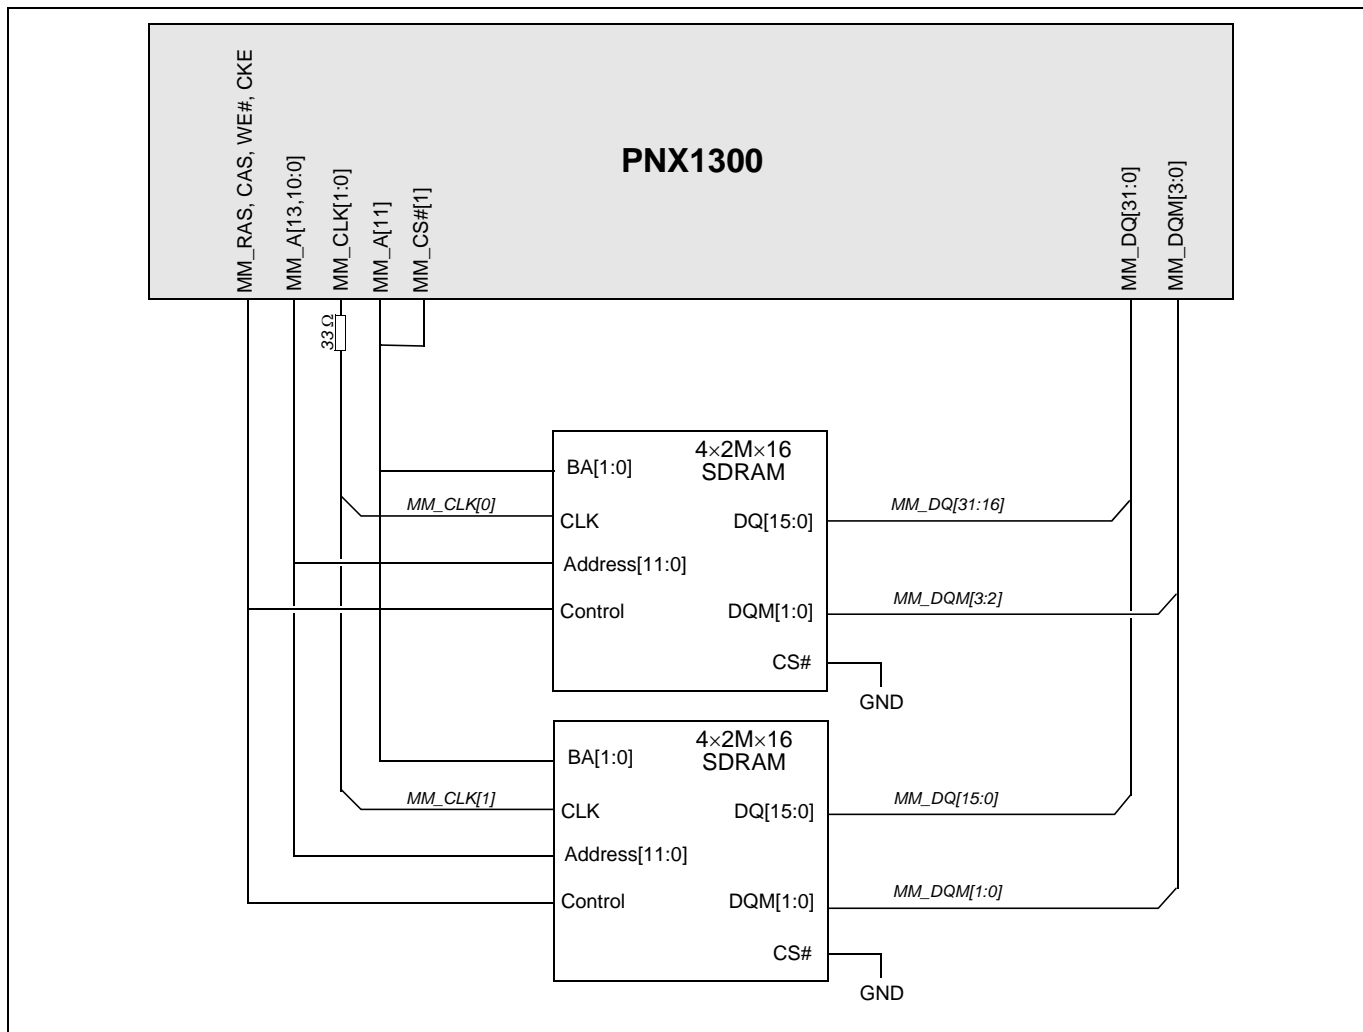 MM_RAS, CAS, WE#, CKE
MM_A[13,10:0]
MM_CLK[1:0]
MM_A[11]
MM_CS#[1]
PNX1300
MM_DQ[31:0]
MM_DQM[3:0]
33 Ω
4×2M×16
SDRAM
BA[1:0]
MM_CLK[0]
CLK
DQ[15:0]
MM_DQ[31:16]
Address[11:0]
Control
DQM[1:0]
MM_DQM[3:2]
CS#
GND
4×2M×16
SDRAM
BA[1:0]
MM_CLK[1]
CLK
DQ[15:0]
MM_DQ[15:0]
Address[11:0]
Control
DQM[1:0]
MM_DQM[1:0]
CS#
GND